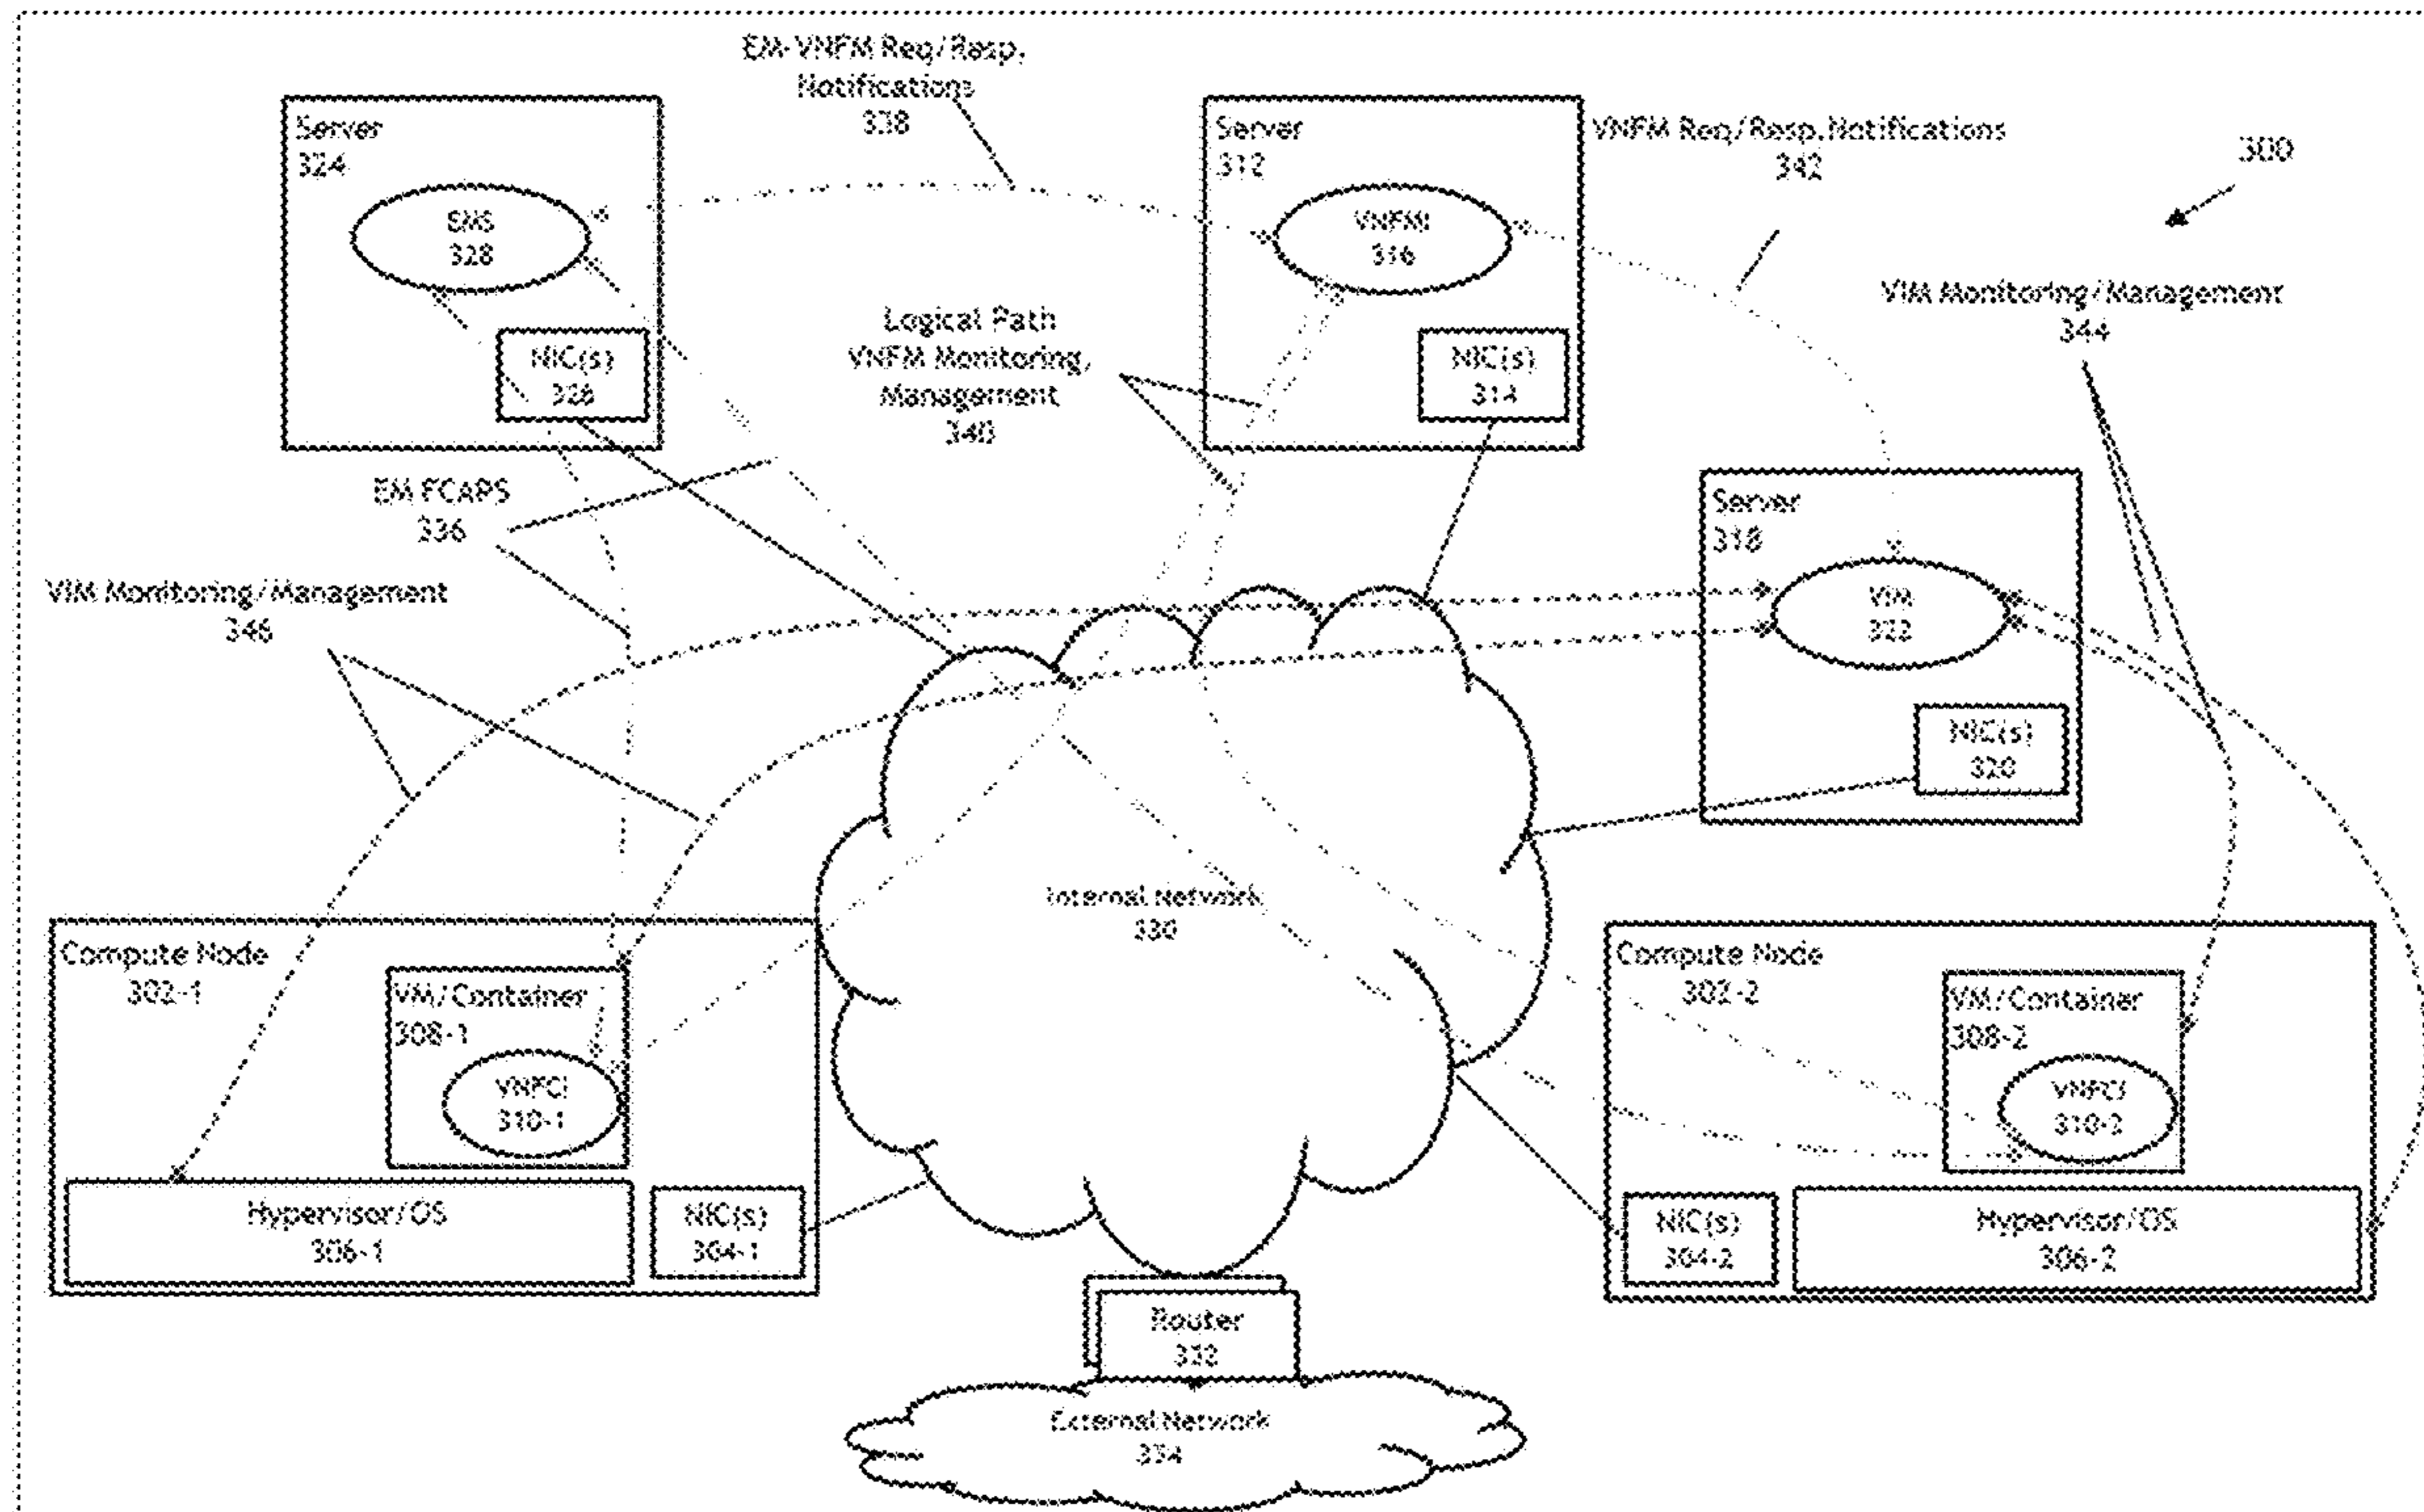 EM-VNFM Req/Resp.
Notifications
338
Server
324
EMS
328
NIC(s)
326
Server
312
VNFM
316
NIC(s)
314
VNFM Req/Resp.Notifications
342
300
VIM Monitoring/Management
344
Logical Path
VNFM Monitoring,
Management
340
EM FCAPS
336
VIM Monitoring/Management
346
Server
318
VIM
322
NIC(s)
320
Internal Network
330
Compute Node
302-1
VM/Container
308-1
VNFCI
310-1
Hypervisor/OS
306-1
NIC(s)
304-1
Compute Node
302-2
VM/Container
308-2
VNFCI
310-2
NIC(s)
304-2
Hypervisor/OS
306-2
Router
332
External Network
334